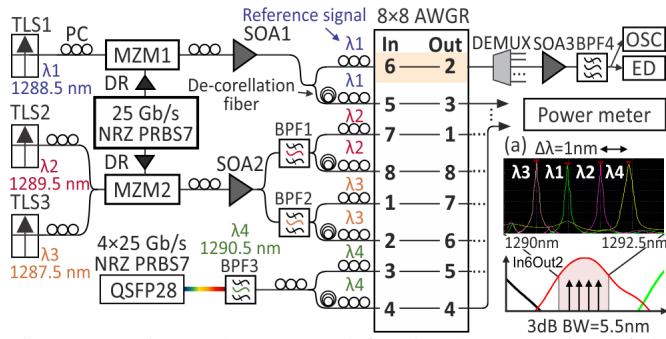 TLS1
PC
MZM1
SOA1
Reference signal
8×8 AWGR
λ1
1288.5 nm
DR
25 Gb/s
NRZ PRBS7
DR
De-corellation
fiber
TLS2
λ2
1289.5 nm
MZM2
SOA2
TLS3
λ3
1287.5 nm
BPF1
BPF2
λ4
1290.5 nm
4×25 Gb/s
NRZ PRBS7
QSFP28
BPF3
In Out
λ1 6 2
λ1 5 3
λ2 7 1
λ2 8 8
λ3 1 7
λ3 2 6
λ4 3 5
λ4 4 4
DEMUX
SOA3
BPF4
OSC
ED
Power meter
(a)
Δλ=1nm
λ3 λ1 λ2 λ4
1290nm 1292.5nm
In6Out2
3dB BW=5.5nm